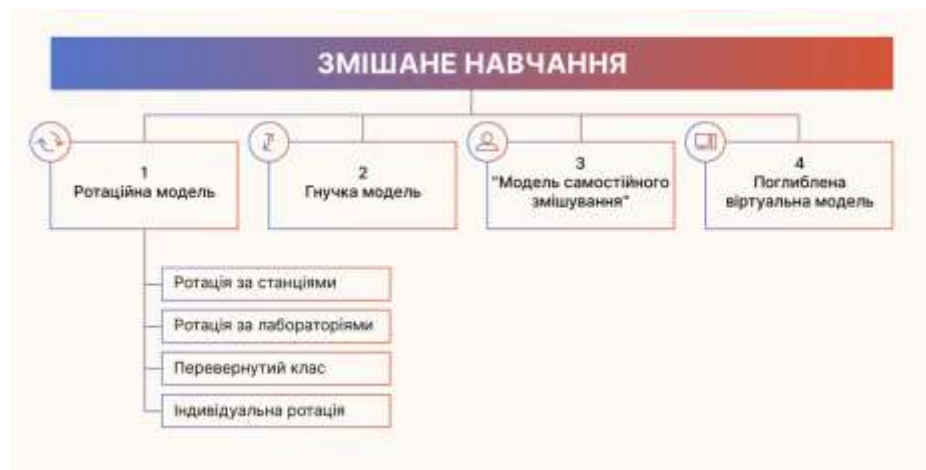 ЗМІШАНЕ НАВЧАННЯ
1
Ротаційна модель
2
Гнучка модель
3
"Модель самостійного
змішування"
4
Поглиблена
віртуальна модель
Ротація за станціями
Ротація за лабораторіями
Перевернутий клас
Індивідуальна ротація